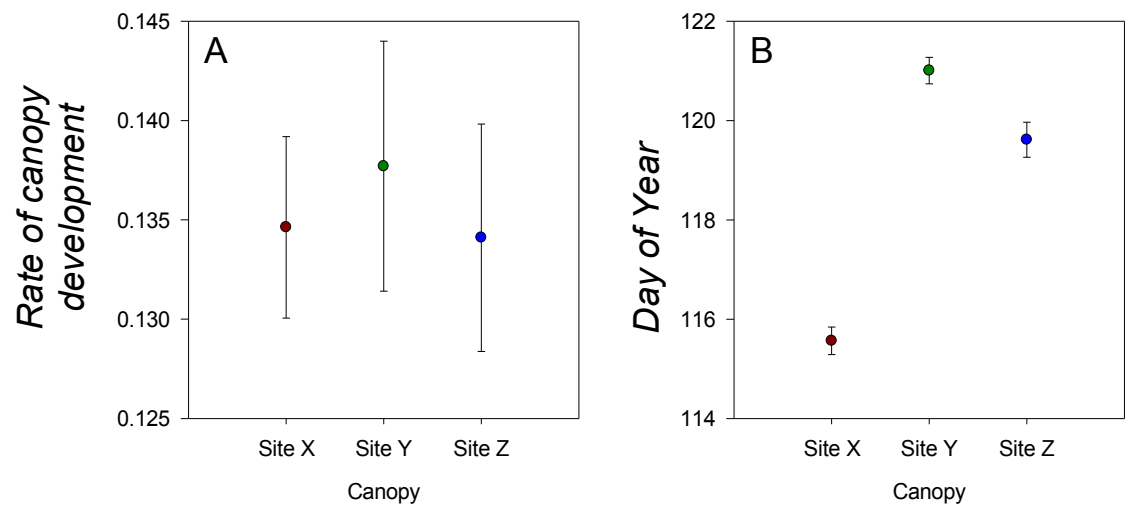 A
Rate of canopy
development
0.145
0.140
0.135
0.130
0.125
Site X Site Y Site Z
Canopy
B
Day of Year
122
120
118
116
114
Site X Site Y Site Z
Canopy